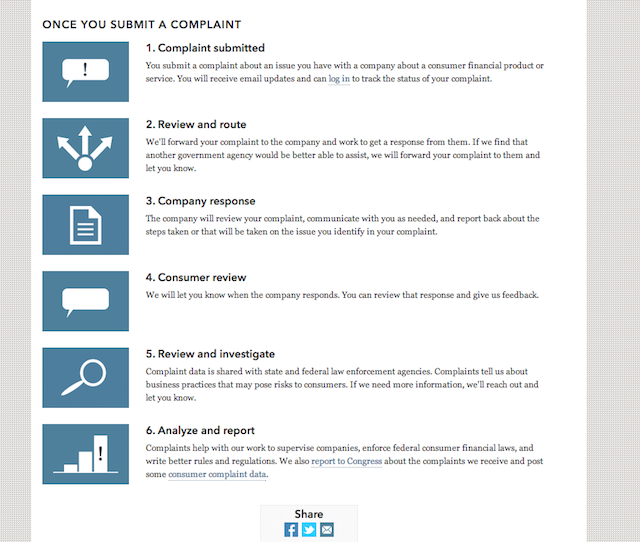 ONCE YOU SUBMIT A COMPLAINT
!
1. Complaint submitted
You submit a complaint about an issue you have with a company about a consumer financial product or
service. You will receive email updates and can log in to track the status of your complaint.
2. Review and route
We'll forward your complaint to the company and work to get a response from them. If we find that
another government agency would be better able to assist, we will forward your complaint to them and
let you know.
3. Company response
The company will review your complaint, communicate with you as needed, and report back about the
steps taken or that will be taken on the issue you identify in your complaint.
4. Consumer review
We will let you know when the company responds. You can review that response and give us feedback.
5. Review and investigate
Complaint data is shared with state and federal law enforcement agencies. Complaints tell us about
business practices that may pose risks to consumers. If we need more information, we'll reach out and
let you know.
!
6. Analyze and report
Complaints help with our work to supervise companies, enforce federal consumer financial laws, and
write better rules and regulations. We also report to Congress about the complaints we receive and post
some consumer complaint data.
Share